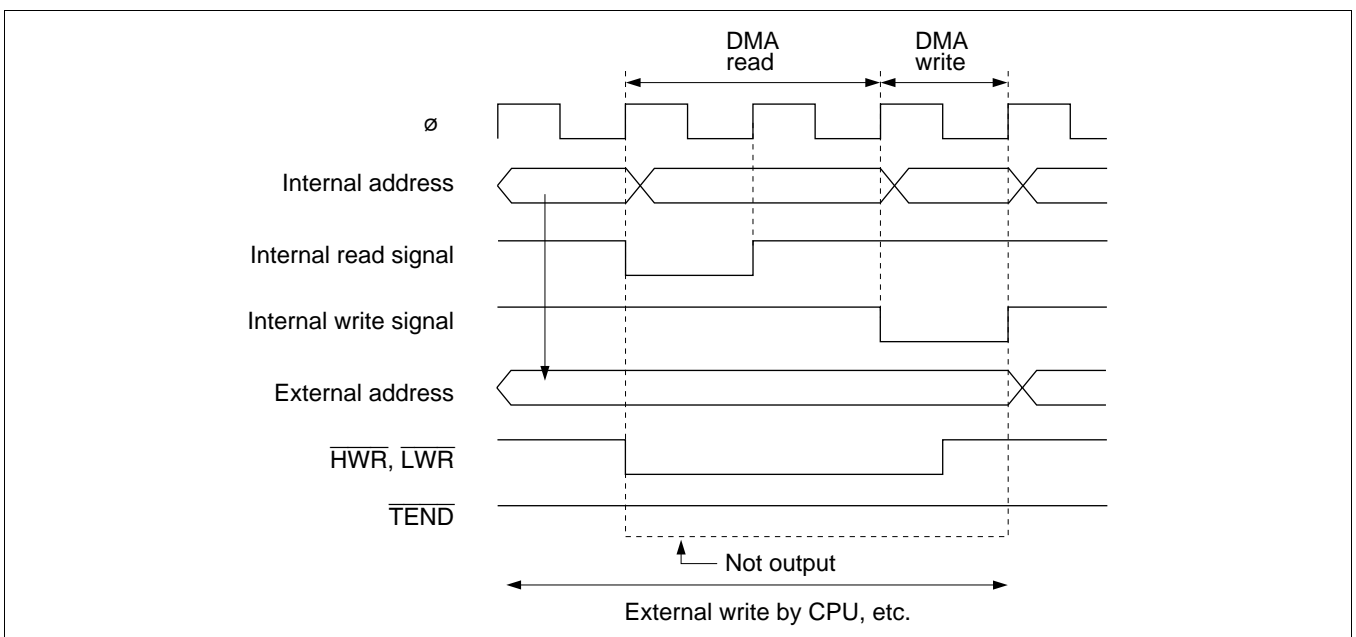 DMA
read
DMA
write
ø
Internal address
Internal read signal
Internal write signal
External address
HWR, LWR
TEND
Not output
External write by CPU, etc.